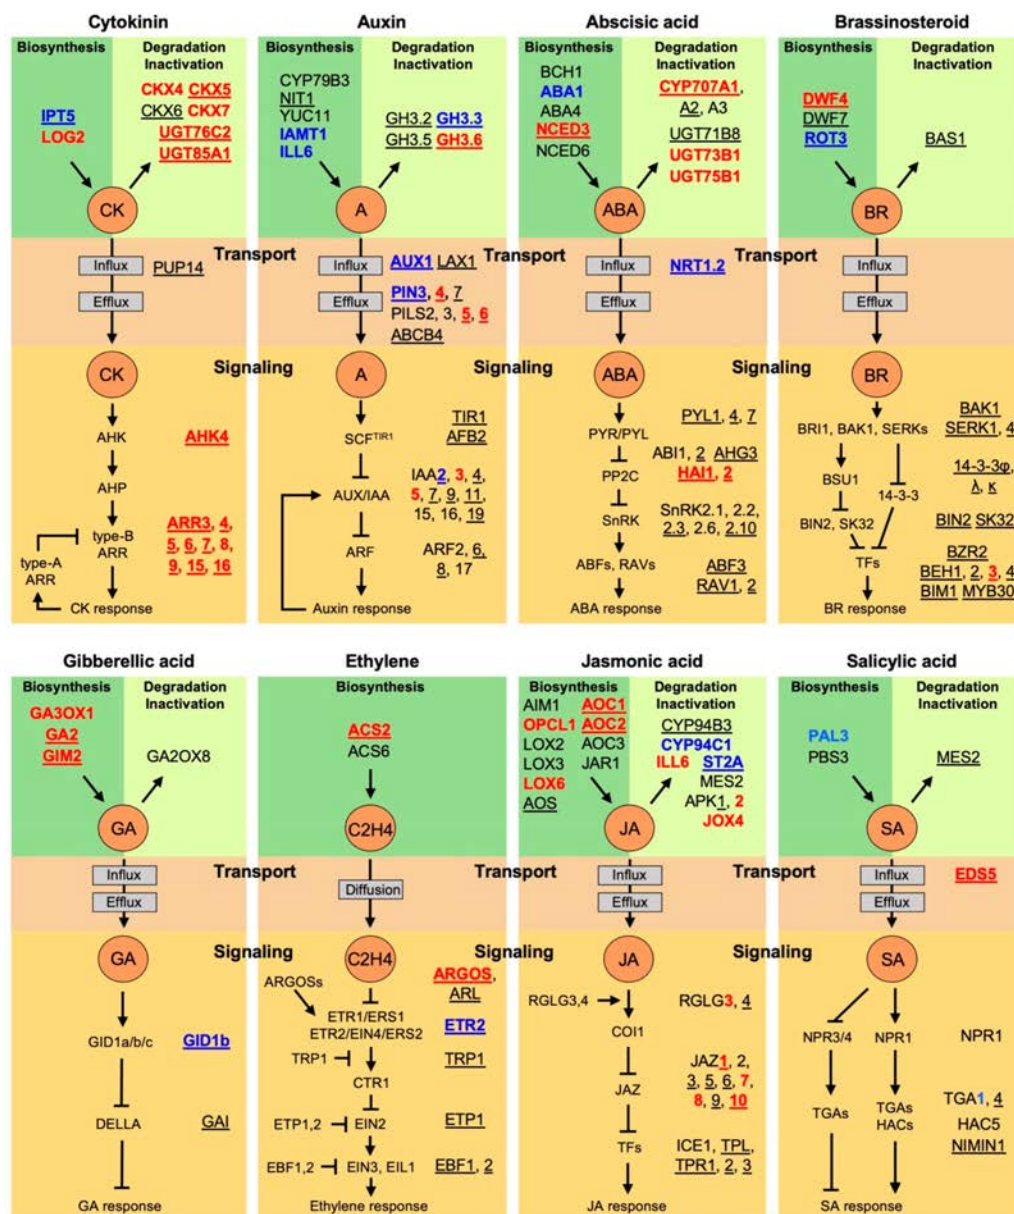 Cytokinin
Biosynthesis
Degradation
Inactivation
IPT5
LOG2
CKX4 CKX5
CKX6 CKX7
UGT76C2
UGT85A1
CK
Transport
Influx
PUP14
Efflux
Signaling
CK
AHK
AHK4
AHP
type-B
ARR
type-A
ARR
ARR3, 4,
5, 6, 7, 8,
9, 15, 16
CK response
Auxin
Biosynthesis
Degradation
Inactivation
CYP79B3
NIT1
YUC11
IAMT1
ILL6
GH3.2 GH3.3
GH3.5 GH3.6
A
Transport
Influx
AUX1 LAX1
Efflux
PIN3, 4, 7
PILS2, 3, 5, 6
ABCB4
Signaling
A
SCFTIR1
TIR1
AFB2
AUX/IAA
IAA2, 3, 4,
5, 7, 9, 11,
15, 16, 19
ARF
ARF2, 6,
8, 17
Auxin response
Abscisic acid
Biosynthesis
Degradation
Inactivation
BCH1
ABA1
ABA4
NCED3
NCED6
CYP707A1,
A2, A3
UGT71B8
UGT73B1
UGT75B1
ABA
Transport
Influx
NRT1.2
Efflux
Signaling
ABA
PYR/PYL
PYL1, 4, 7
PP2C
ABI1, 2 AHG3
HAI1, 2
SnRK
SnRK2.1, 2.2,
2.3, 2.6, 2.10
ABFs, RAVs
ABF3
RAV1, 2
ABA response
Brassinosteroid
Biosynthesis
Degradation
Inactivation
DWF4
DWF7
ROT3
BAS1
BR
Influx
Efflux
BR
BRI1, BAK1, SERKs
BAK1
SERK1, 4
BSU1
14-3-3
14-3-3φ,
λ, κ
BIN2, SK32
BIN2 SK32
TFs
BZR2
BEH1, 2, 3, 4
BIM1 MYB30
BR response
Gibberellic acid
Biosynthesis
Degradation
Inactivation
GA3OX1
GA2
GIM2
GA2OX8
GA
Transport
Influx
Efflux
Signaling
GA
GID1a/b/c
GID1b
DELLA
GAI
GA response
Ethylene
Biosynthesis
ACS2
ACS6
C2H4
Transport
Diffusion
Signaling
C2H4
ARGOSs
ARGOS,
ARL
ETR1/ERS1
ETR2/EIN4/ERS2
ETR2
TRP1
TRP1
CTR1
ETP1,2
EIN2
ETP1
EBF1,2
EIN3, EIL1
EBF1, 2
Ethylene response
Jasmonic acid
Biosynthesis
Degradation
Inactivation
AIM1 AOC1
OPCL1 AOC2
LOX2 AOC3
LOX3 JAR1
LOX6
AOS
CYP94B3
CYP94C1
ILL6 ST2A
MES2
APK1, 2
JOX4
JA
Transport
Influx
Efflux
Signaling
JA
RGLG3,4
RGLG3, 4
COI1
JAZ
JAZ1, 2,
3, 5, 6, 7,
8, 9, 10
TFs
ICE1, TPL,
TPR1, 2, 3
JA response
Salicylic acid
Biosynthesis
Degradation
Inactivation
PAL3
PBS3
MES2
SA
Influx
EDS5
Efflux
SA
NPR3/4
NPR1
NPR1
TGAs
TGAs
HACs
TGA1, 4
HAC5
NIMIN1
SA response